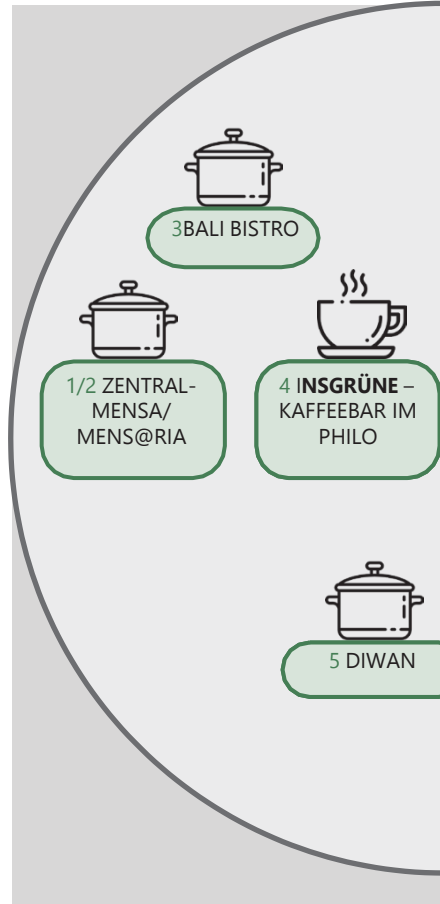 3BALI BISTRO
1/2 ZENTRAL-
MENSA/
MENS@RIA
4 INSGRÜNE –
KAFFEEBAR IM
PHILO
5 DIWAN